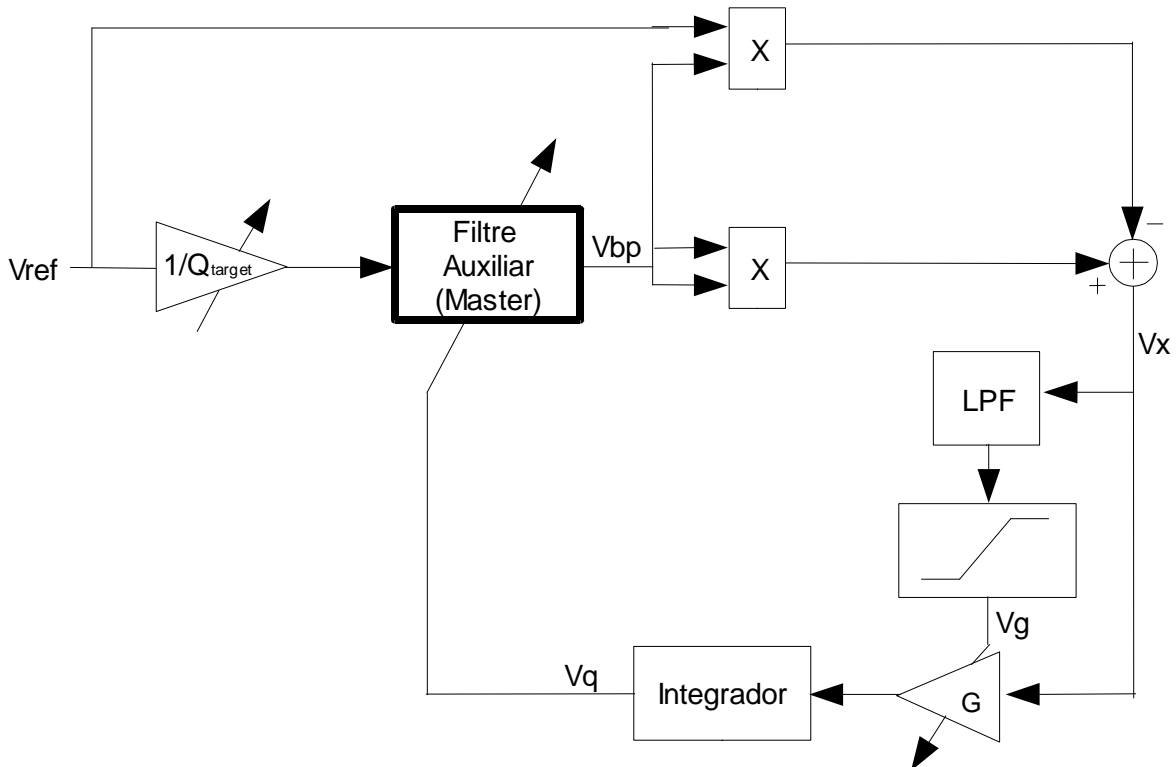 X
Vref
1/Qtarget
Filtre
Auxiliar
(Master)
Vbp
X
−
+
+
Vx
LPF
Vg
G
Integrador
Vq